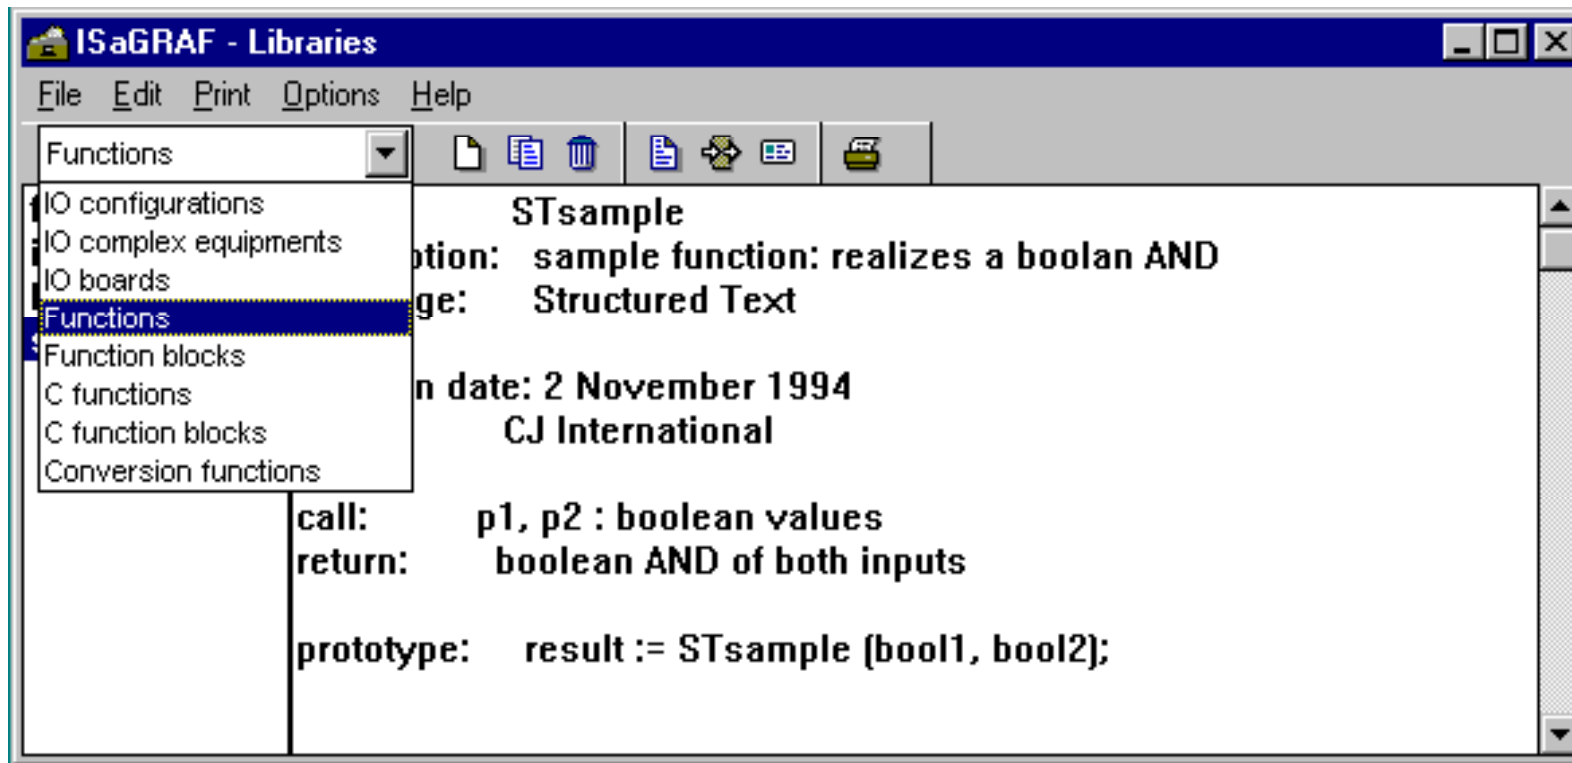 ISaGRAF - Libraries
File Edit Print Options Help
Functions
IO configurations
IO complex equipments
IO boards
Functions
Function blocks
C functions
C function blocks
Conversion functions
STsample
ption: sample function: realizes a boolan AND
ge: Structured Text
n date: 2 November 1994
CJ International
call: p1, p2 : boolean values
return: boolean AND of both inputs
prototype: result := STsample (bool1, bool2);